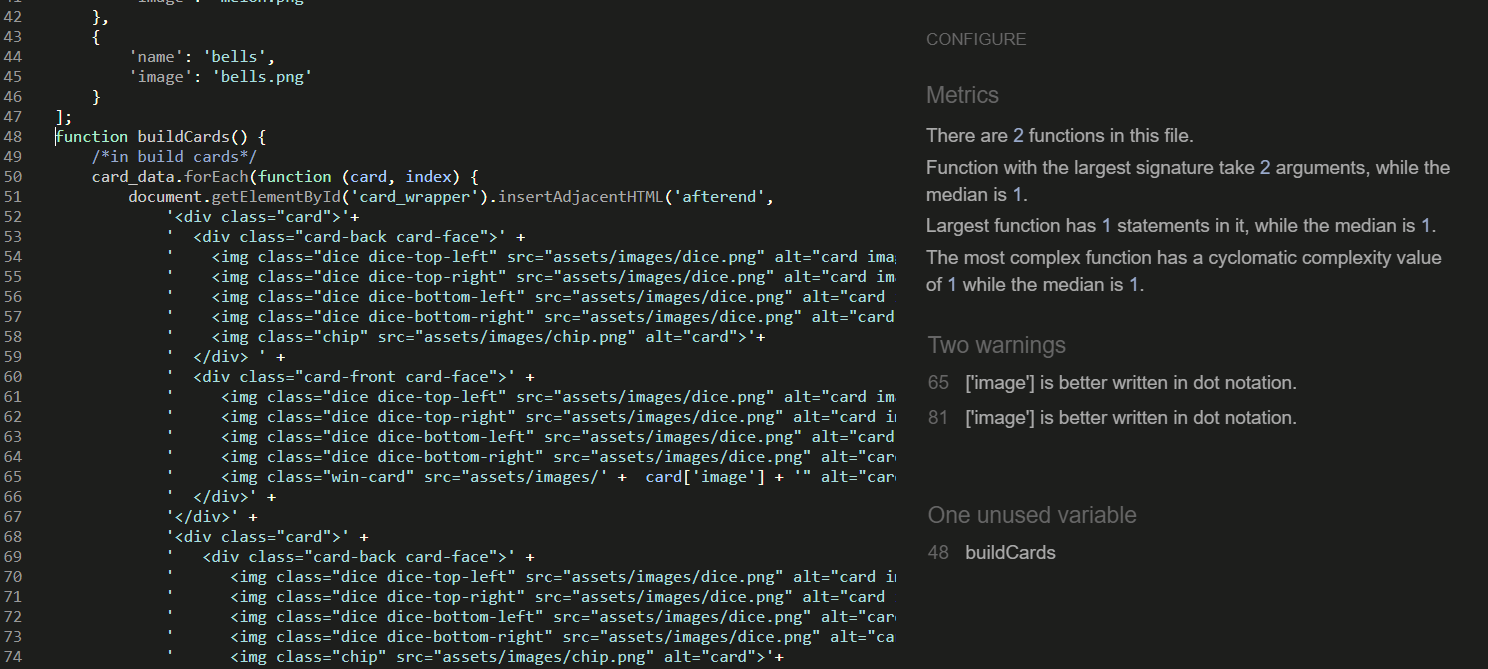 42 },
43 {
44 'name': 'bells',
45 'image': 'bells.png'
46 }
47 ];
48 function buildCards() {
49 /*in build cards*/
50 card_data.forEach(function (card, index) {
51 document.getElementById('card_wrapper').insertAdjacentHTML('afterend',
52 '<div class="card">'+
53 '  <div class="card-back card-face">' +
54 '    <img class="dice dice-top-left" src="assets/images/dice.png" alt="card ima
55 '    <img class="dice dice-top-right" src="assets/images/dice.png" alt="card im
56 '    <img class="dice dice-bottom-left" src="assets/images/dice.png" alt="card
57 '    <img class="dice dice-bottom-right" src="assets/images/dice.png" alt="card
58 '    <img class="chip" src="assets/images/chip.png" alt="card">'+
59 '  </div> ' +
60 '  <div class="card-front card-face">' +
61 '     <img class="dice dice-top-left" src="assets/images/dice.png" alt="card im
62 '     <img class="dice dice-top-right" src="assets/images/dice.png" alt="card i
63 '     <img class="dice dice-bottom-left" src="assets/images/dice.png" alt="card
64 '     <img class="dice dice-bottom-right" src="assets/images/dice.png" alt="car
65 '     <img class="win-card" src="assets/images/' +  card['image'] + '" alt="car
66 '  </div>' +
67 '</div>' +
68 '<div class="card">' +
69 '   <div class="card-back card-face">' +
70 '      <img class="dice dice-top-left" src="assets/images/dice.png" alt="card i
71 '      <img class="dice dice-top-right" src="assets/images/dice.png" alt="card
72 '      <img class="dice dice-bottom-left" src="assets/images/dice.png" alt="car
73 '      <img class="dice dice-bottom-right" src="assets/images/dice.png" alt="ca
74 '      <img class="chip" src="assets/images/chip.png" alt="card">'+
CONFIGURE
Metrics
There are 2 functions in this file.
Function with the largest signature take 2 arguments, while the
median is 1.
Largest function has 1 statements in it, while the median is 1.
The most complex function has a cyclomatic complexity value
of 1 while the median is 1.
Two warnings
65 ['image'] is better written in dot notation.
81 ['image'] is better written in dot notation.
One unused variable
48 buildCards